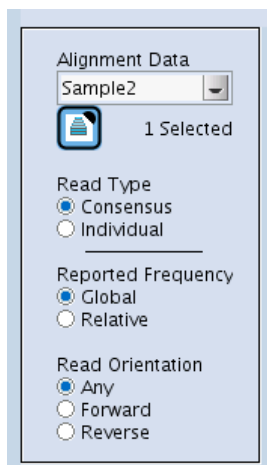 Alignment Data
Sample2
1 Selected
Read Type
Consensus
Individual
Reported Frequency
Global
Relative
Read Orientation
Any
Forward
Reverse